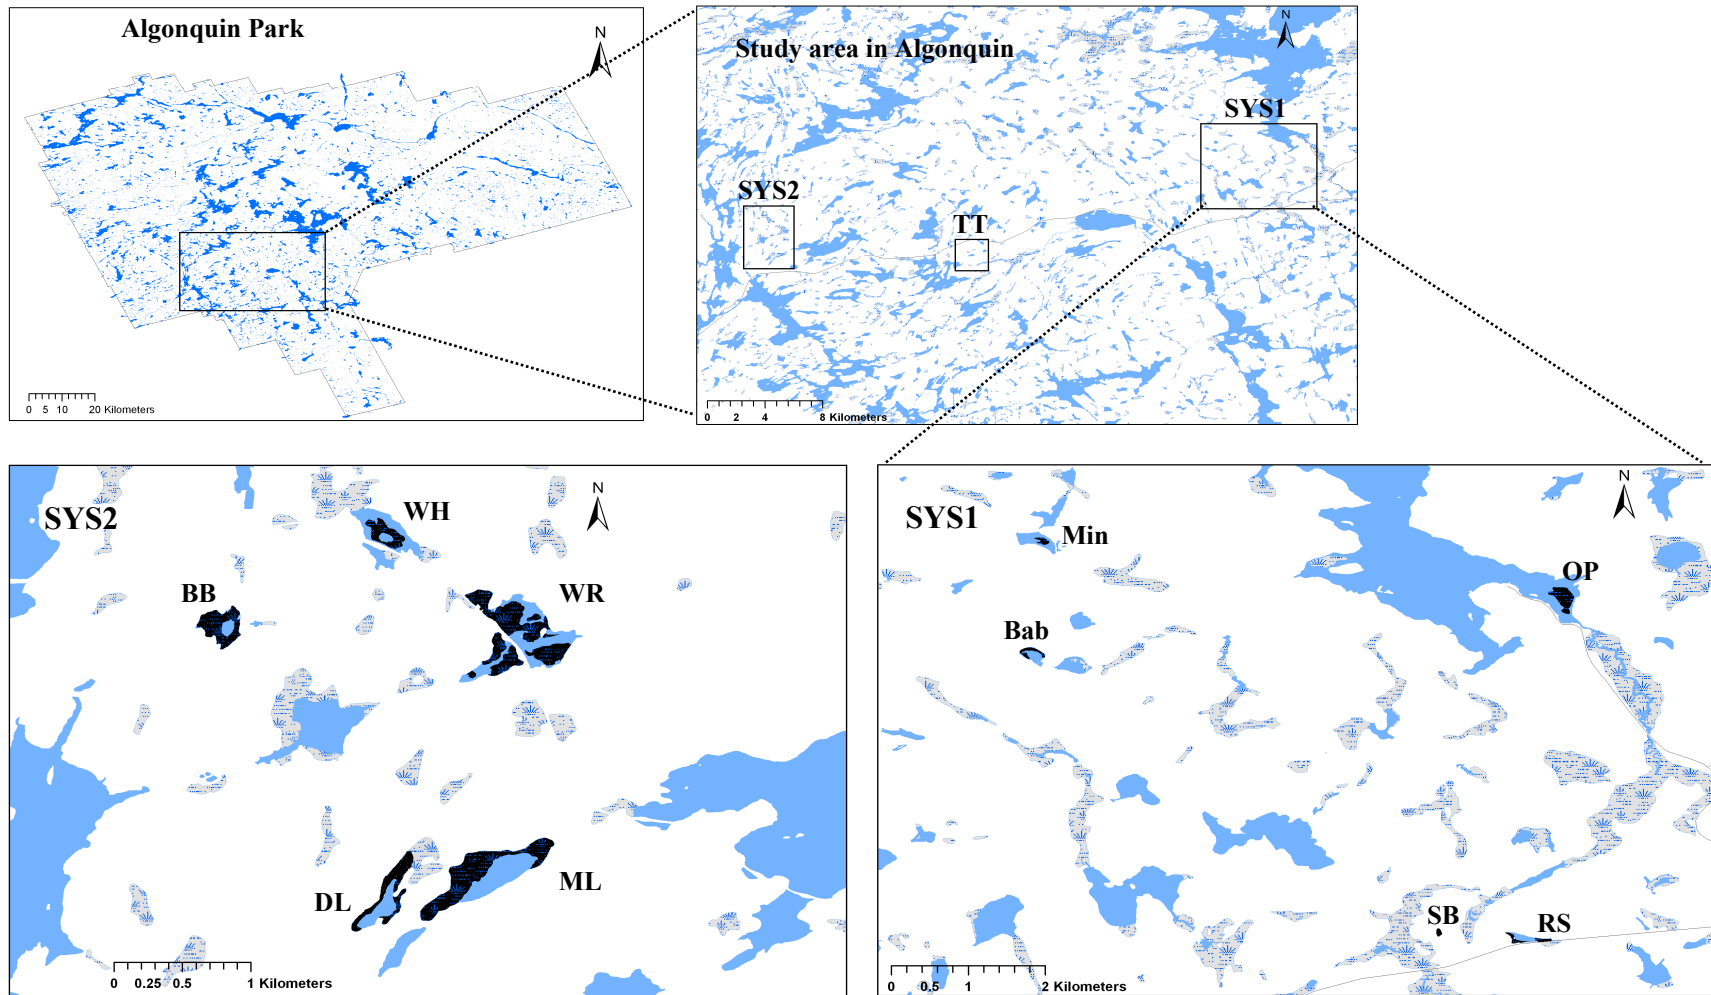 Algonquin Park
N
0 5 10 20 Kilometers
Study area in Algonquin
N
SYS1
SYS2
TT
0 2 4 8 Kilometers
SYS2
N
WH
BB
WR
DL
ML
0 0.25 0.5 1 Kilometers
SYS1
N
Min
OP
Bab
SB
RS
0 0.5 1 2 Kilometers